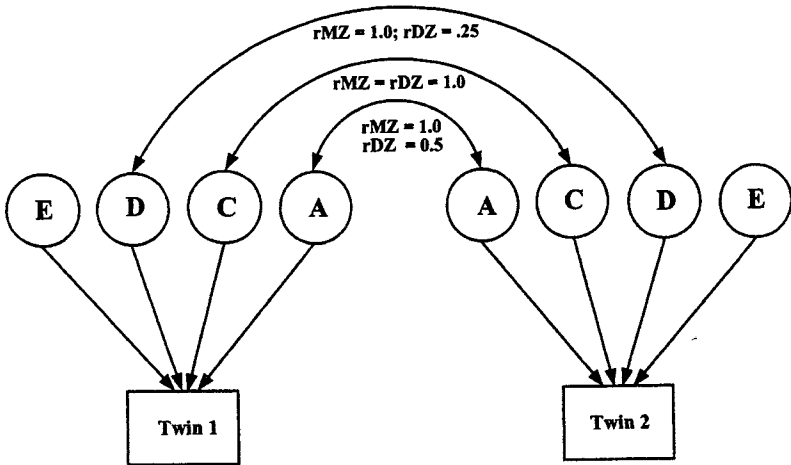 rMZ = 1.0; rDZ = .25
rMZ = rDZ = 1.0
rMZ = 1.0
rDZ = 0.5
E D C A A C D E
Twin 1 Twin 2